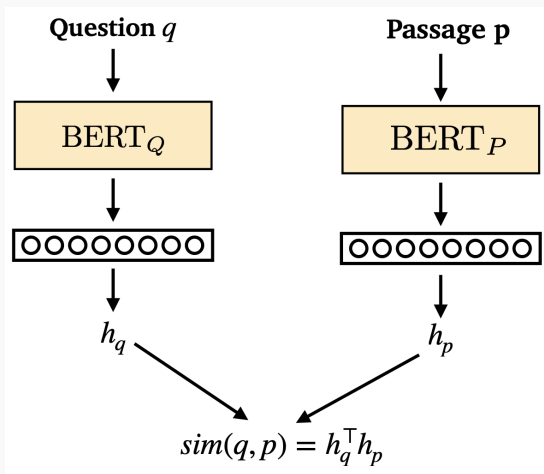 Question q
Passage p
BERT_Q
BERT_P
h_q
h_p
sim(q, p) = h_q^⊤ h_p